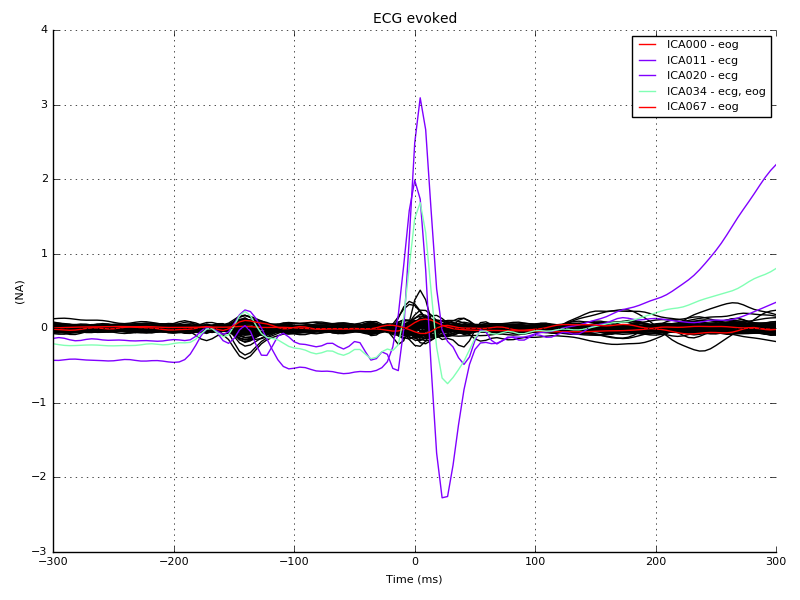 ECG evoked
ICA000 - eog
ICA011 - ecg
ICA020 - ecg
ICA034 - ecg, eog
ICA067 - eog
4
3
2
1
0
−1
−2
−3
(NA)
−300 −200 −100 0 100 200 300
Time (ms)